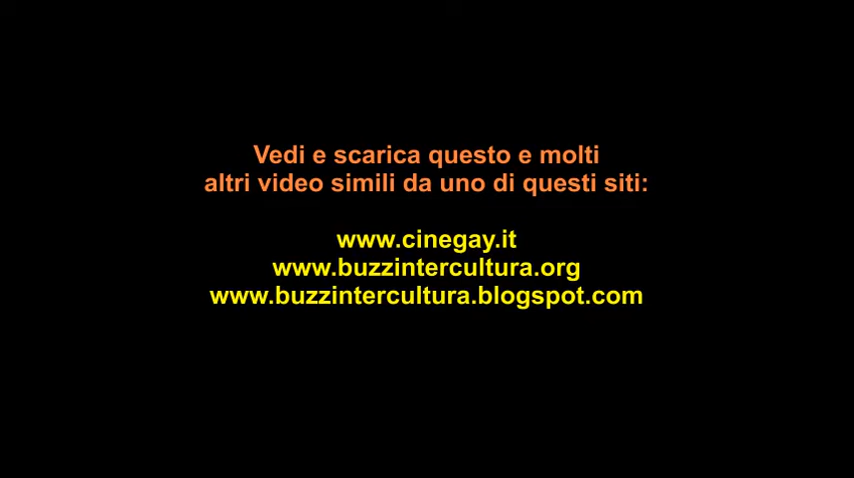 Vedi e scarica questo e molti
altri video simili da uno di questi siti:
www.cinegay.it
www.buzzintercultura.org
www.buzzintercultura.blogspot.com